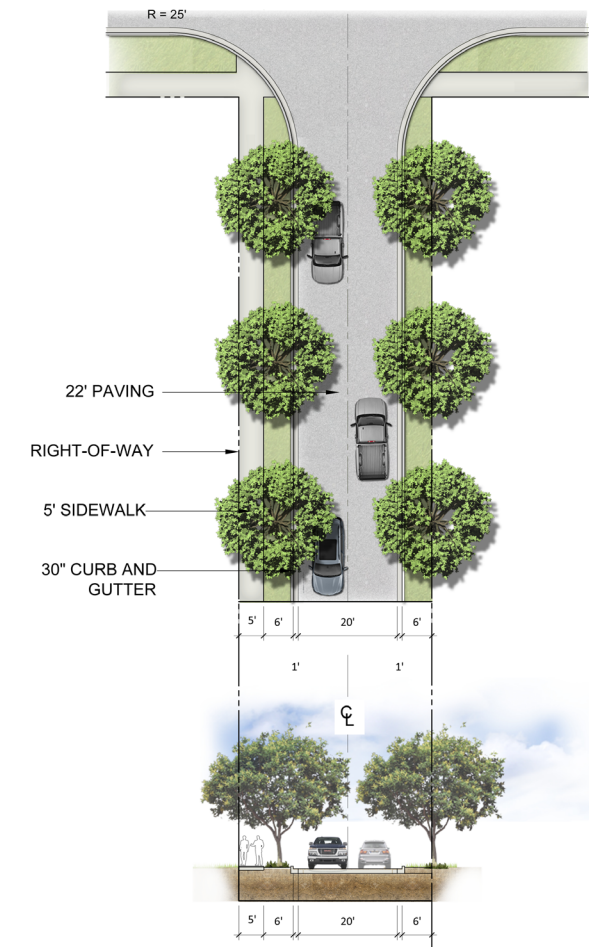 R = 25'
22' PAVING
RIGHT-OF-WAY
5' SIDEWALK
30" CURB AND
GUTTER
5' 6' 20' 6'
1' 1'
℄
5' 6' 20' 6'